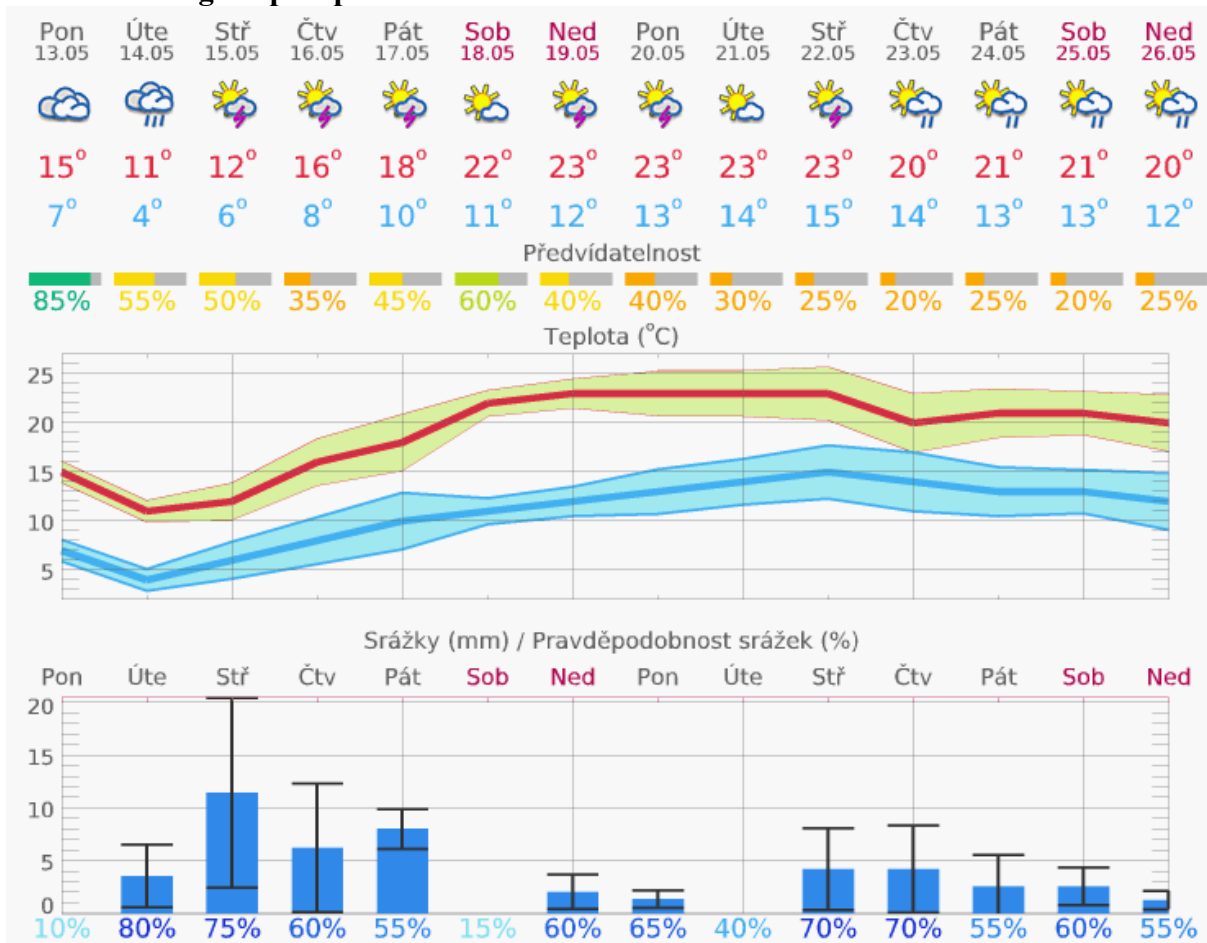 Pon Úte Stř Čtv Pát Sob Ned Pon Úte Stř Čtv Pát Sob Ned
13.05 14.05 15.05 16.05 17.05 18.05 19.05 20.05 21.05 22.05 23.05 24.05 25.05 26.05
15° 11° 12° 16° 18° 22° 23° 23° 23° 23° 20° 21° 21° 20°
7° 4° 6° 8° 10° 11° 12° 13° 14° 15° 14° 13° 13° 12°
Předvídatelnost
85% 55% 50% 35% 45% 60% 40% 40% 30% 25% 20% 25% 20% 25%
Teplota (°C)
25
20
15
10
5
Srážky (mm) / Pravděpodobnost srážek (%)
Pon Úte Stř Čtv Pát Sob Ned Pon Úte Stř Čtv Pát Sob Ned
20
15
10
5
0
10% 80% 75% 60% 55% 15% 60% 65% 40% 70% 70% 55% 60% 55%